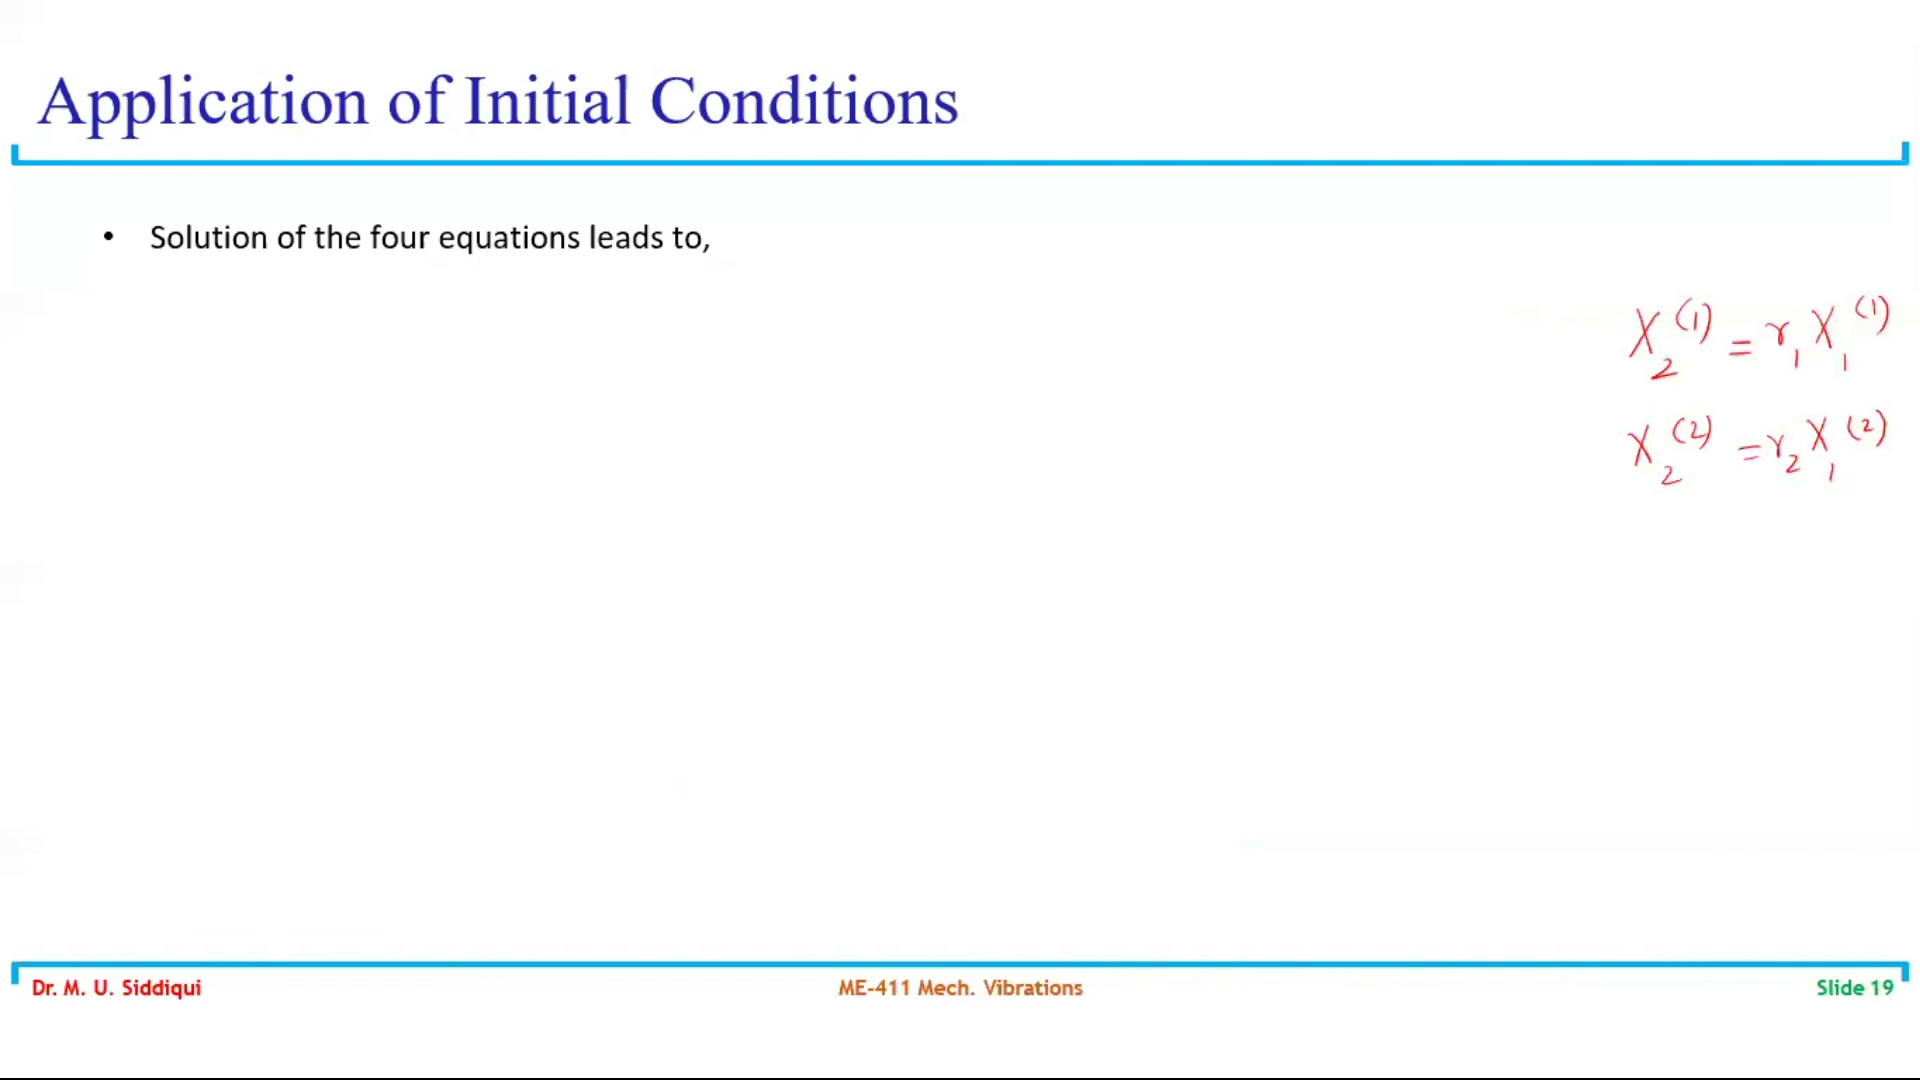 Application of Initial Conditions
• Solution of the four equations leads to,
X₂⁽¹⁾ = r₁ X₁⁽¹⁾
X₂⁽²⁾ = r₂ X₁⁽²⁾
Dr. M. U. Siddiqui ME-411 Mech. Vibrations Slide 19